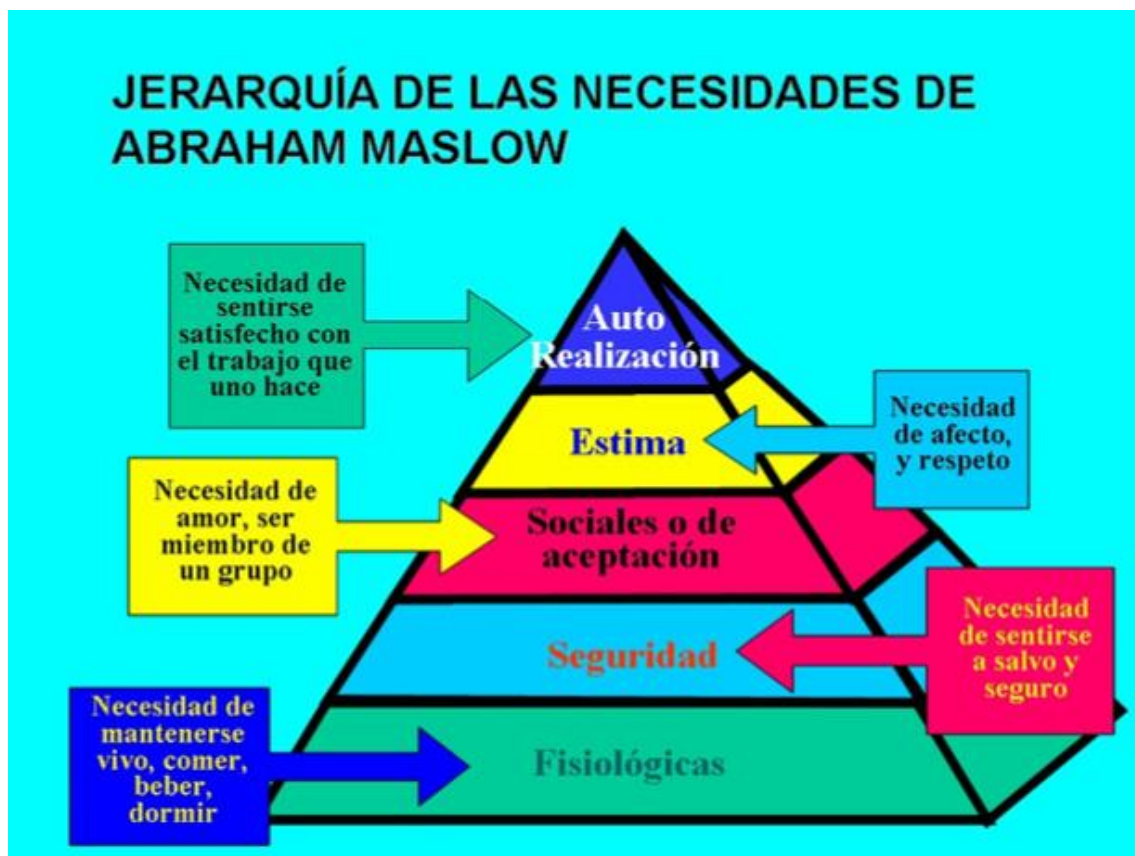 JERARQUÍA DE LAS NECESIDADES DE
ABRAHAM MASLOW
Necesidad de
sentirse
satisfecho con
el trabajo que
uno hace
Auto
Realización
Necesidad
de afecto,
y respeto
Estima
Necesidad de
amor, ser
miembro de
un grupo
Sociales o de
aceptación
Necesidad
de sentirse
a salvo y
seguro
Seguridad
Necesidad de
mantenerse
vivo, comer,
beber,
dormir
Fisiológicas